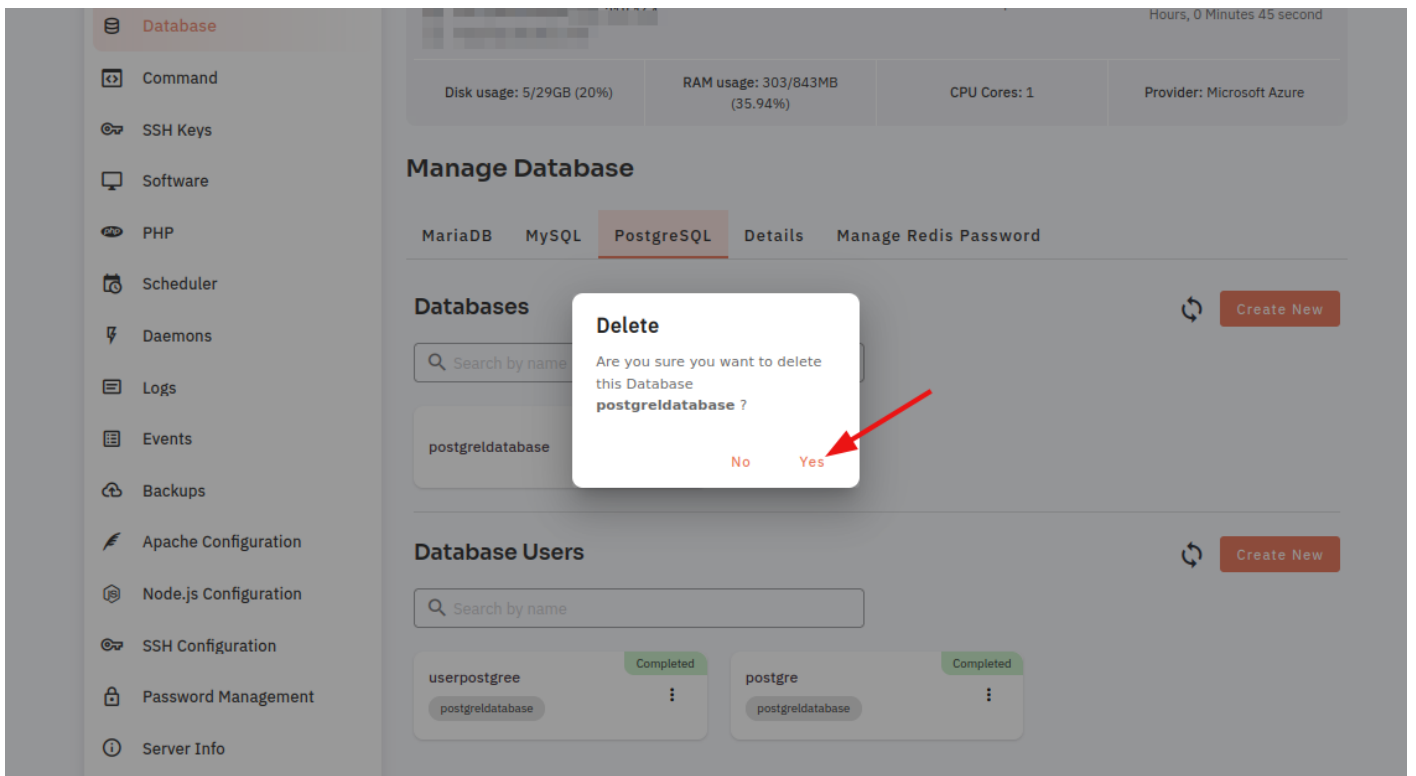 Database
Command
SSH Keys
Software
PHP
Scheduler
Daemons
Logs
Events
Backups
Apache Configuration
Node.js Configuration
SSH Configuration
Password Management
Server Info
Hours, 0 Minutes 45 second
Disk usage: 5/29GB (20%)
RAM usage: 303/843MB
(35.94%)
CPU Cores: 1
Provider: Microsoft Azure
Manage Database
MariaDB MySQL PostgreSQL Details Manage Redis Password
Databases
Create New
Search by name
postgreldatabase
Delete
Are you sure you want to delete
this Database
postgreldatabase ?
No Yes
Database Users
Create New
Search by name
Completed
userpostgree
postgreldatabase
Completed
postgre
postgreldatabase